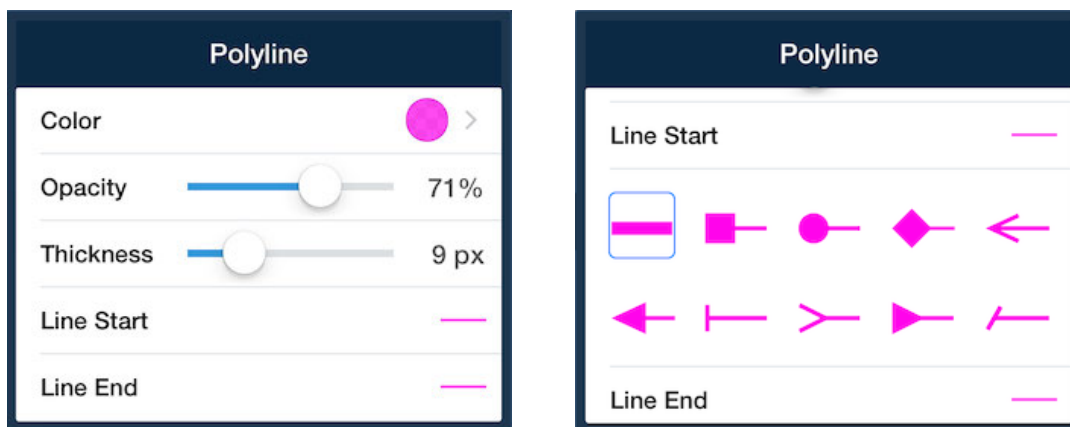 Polyline
Color
Opacity 71%
Thickness 9 px
Line Start
Line End
Polyline
Line Start
Line End